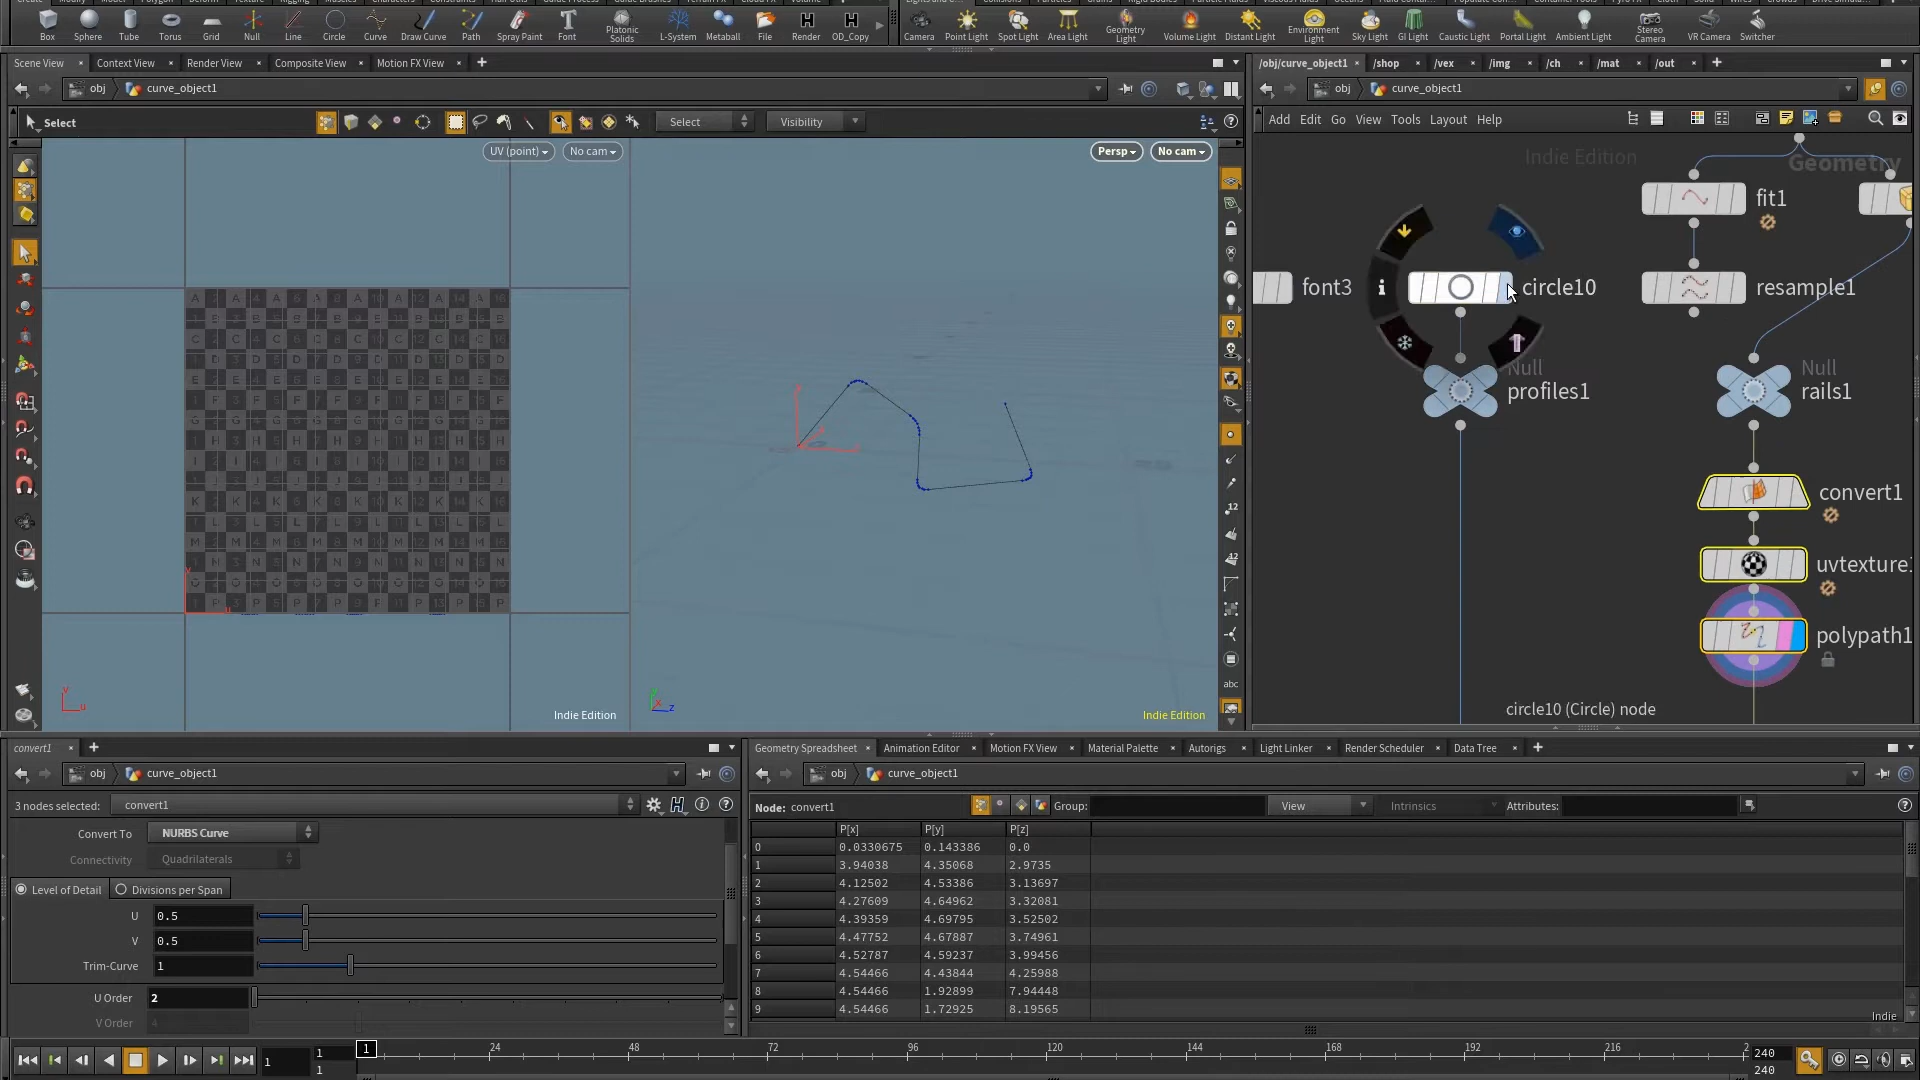 Box Sphere Tube Torus Grid Null Line Circle Curve Draw Curve Path Spray Paint Font Platonic Solids L-System Metaball File Render OD_Copy
Camera Point Light Spot Light Area Light Geometry Light Volume Light Distant Light Environment Light Sky Light GI Light Caustic Light Portal Light Ambient Light Stereo Camera VR Camera Switcher
Scene View Context View Render View Composite View Motion FX View
/obj/curve_object1 /shop /vex /img /ch /mat /out
obj curve_object1
obj curve_object1
Select
Select Visibility
Add Edit Go View Tools Layout Help
UV (point) No cam
Persp No cam
Indie Edition
Geometry
fit1
font3
circle10
resample1
Null
profiles1
Null
rails1
convert1
uvtexture1
polypath1
Indie Edition
Indie Edition
circle10 (Circle) node
convert1
Geometry Spreadsheet Animation Editor Motion FX View Material Palette Autorigs Light Linker Render Scheduler Data Tree
obj curve_object1
obj curve_object1
3 nodes selected: convert1
Node: convert1 Group: View Intrinsics Attributes:
Convert To NURBS Curve
Connectivity Quadrilaterals
Level of Detail Divisions per Span
U 0.5
V 0.5
Trim-Curve 1
U Order 2
V Order 4
P[x] P[y] P[z]
0 0.0330675 0.143386 0.0
1 3.94038 4.35068 2.9735
2 4.12502 4.53386 3.13697
3 4.27609 4.64962 3.32081
4 4.39359 4.69795 3.52502
5 4.47752 4.67887 3.74961
6 4.52787 4.59237 3.99456
7 4.54466 4.43844 4.25988
8 4.54466 1.92899 7.94448
9 4.54466 1.72925 8.19565
Indie
1 1 1 1 24 48 72 96 120 144 168 192 216 2 240
240